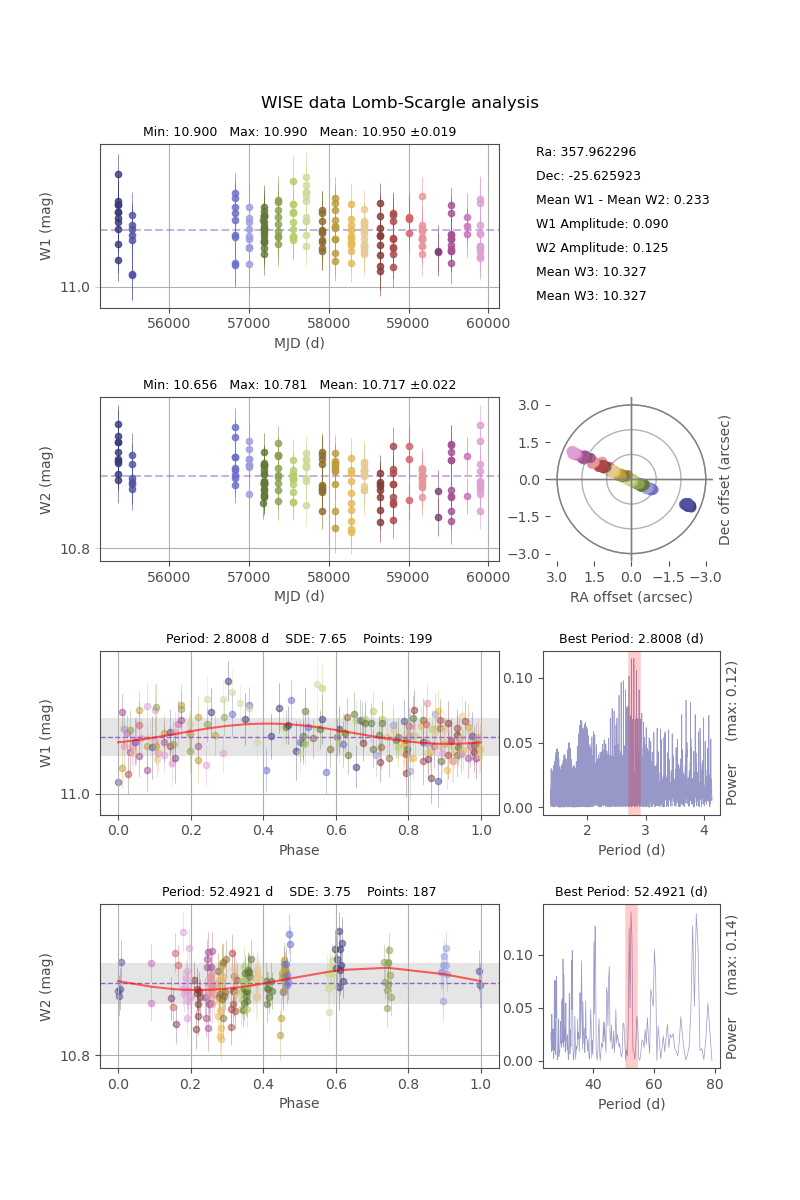 WISE data Lomb-Scargle analysis
Min: 10.900   Max: 10.990   Mean: 10.950 ±0.019
W1 (mag)
11.0
56000 57000 58000 59000 60000
MJD (d)
Ra: 357.962296
Dec: -25.625923
Mean W1 - Mean W2: 0.233
W1 Amplitude: 0.090
W2 Amplitude: 0.125
Mean W3: 10.327
Mean W3: 10.327
Min: 10.656   Max: 10.781   Mean: 10.717 ±0.022
W2 (mag)
10.8
56000 57000 58000 59000 60000
MJD (d)
3.0
1.5
0.0
−1.5
−3.0
3.0 1.5 0.0 −1.5 −3.0
RA offset (arcsec)
Dec offset (arcsec)
Period: 2.8008 d    SDE: 7.65    Points: 199
W1 (mag)
11.0
0.0 0.2 0.4 0.6 0.8 1.0
Phase
Best Period: 2.8008 (d)
0.10
0.05
0.00
2 3 4
Period (d)
Power     (max: 0.12)
Period: 52.4921 d    SDE: 3.75    Points: 187
W2 (mag)
10.8
0.0 0.2 0.4 0.6 0.8 1.0
Phase
Best Period: 52.4921 (d)
0.10
0.05
0.00
40 60 80
Period (d)
Power     (max: 0.14)